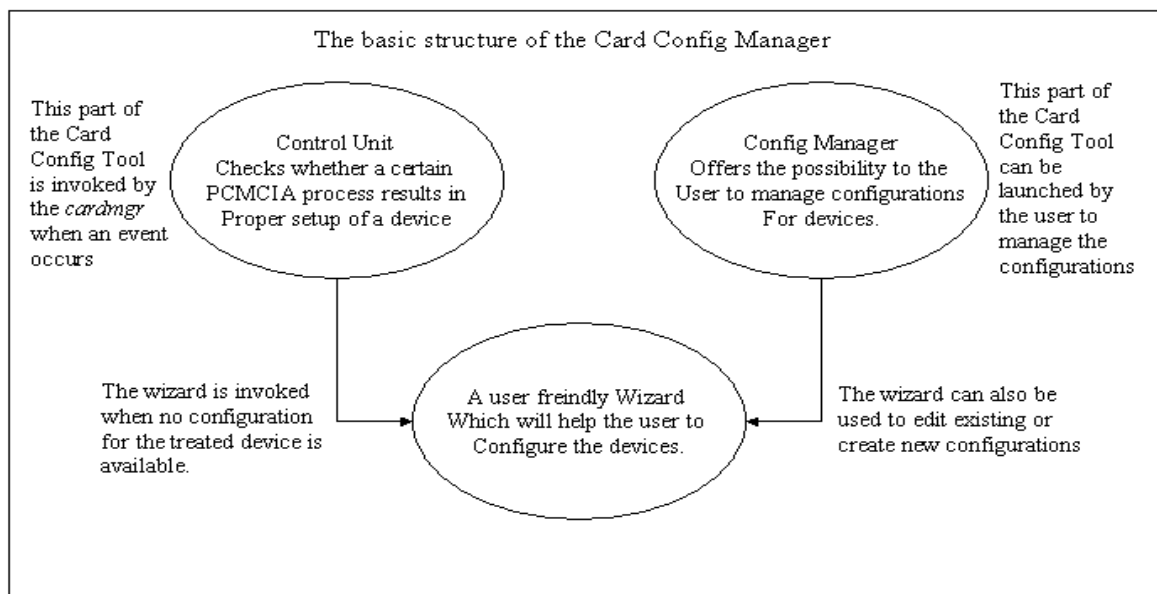 The basic structure of the Card Config Manager
This part of
the Card
Config Tool
is invoked by
the cardmgr
when an event
occurs
Control Unit
Checks whether a certain
PCMCIA process results in
Proper setup of a device
Config Manager
Offers the possibility to the
User to manage configurations
For devices.
This part of
the Card
Config Tool
can be
launched by
the user to
manage the
configurations
The wizard is invoked
when no configuration
for the treated device is
available.
A user freindly Wizard
Which will help the user to
Configure the devices.
The wizard can also be
used to edit existing or
create new configurations